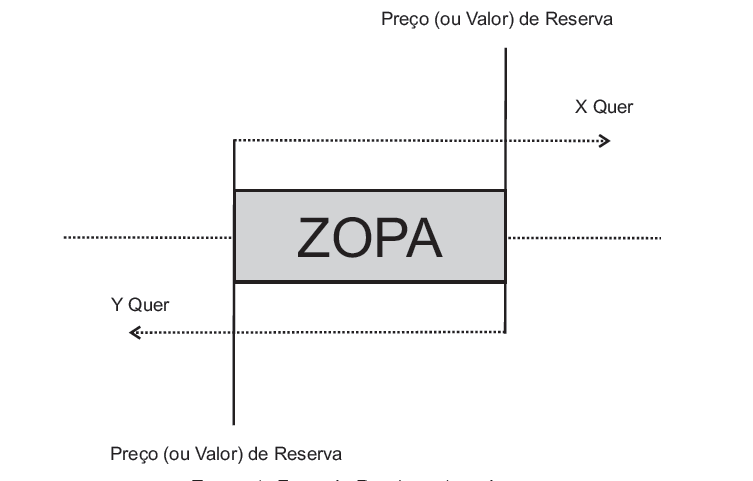 Preço (ou Valor) de Reserva
X Quer
ZOPA
Y Quer
Preço (ou Valor) de Reserva